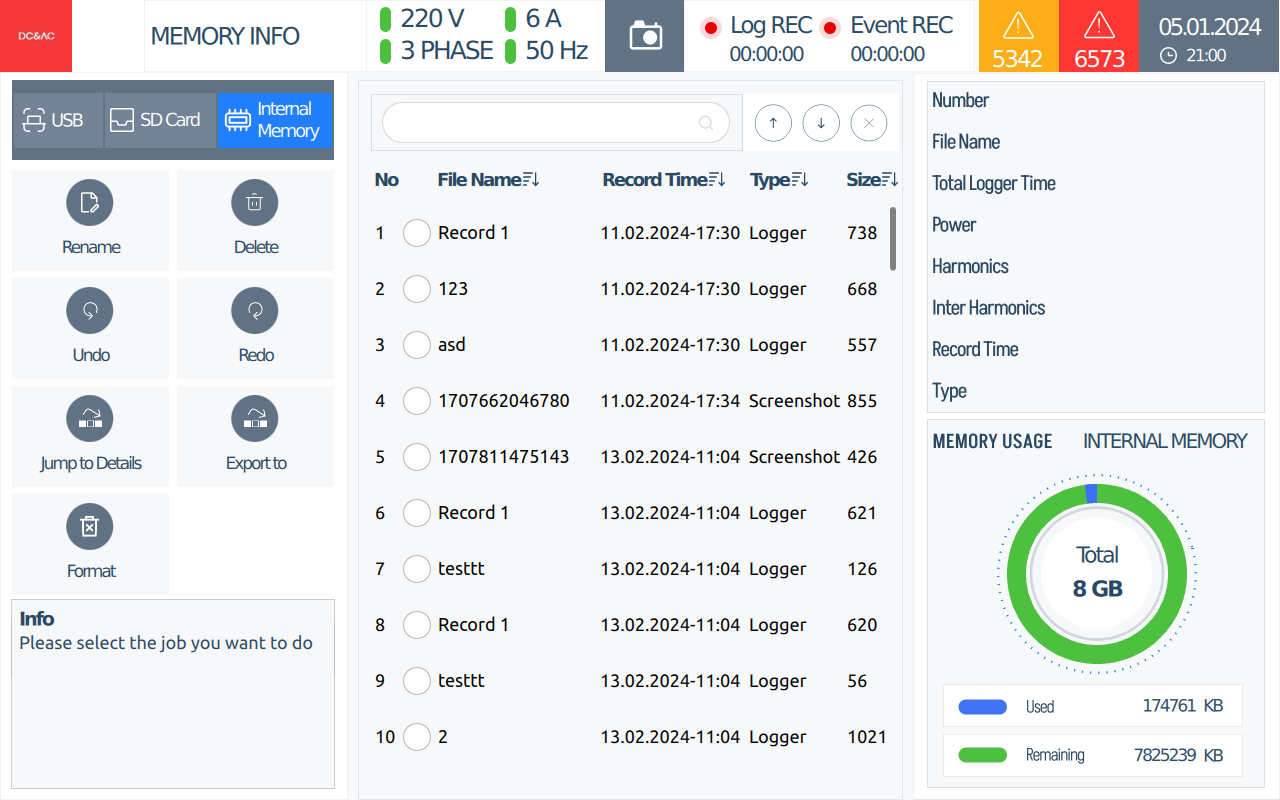 DC&AC
MEMORY INFO
220 V
6 A
3 PHASE
50 Hz
Log REC
00:00:00
Event REC
00:00:00
5342
6573
05.01.2024
21:00
USB
SD Card
Internal
Memory
Rename
Delete
Undo
Redo
Jump to Details
Export to
Format
Info
Please select the job you want to do
No File Name Record Time Type Size
1 Record 1 11.02.2024-17:30 Logger 738
2 123 11.02.2024-17:30 Logger 668
3 asd 11.02.2024-17:30 Logger 557
4 1707662046780 11.02.2024-17:34 Screenshot 855
5 1707811475143 13.02.2024-11:04 Screenshot 426
6 Record 1 13.02.2024-11:04 Logger 621
7 testtt 13.02.2024-11:04 Logger 126
8 Record 1 13.02.2024-11:04 Logger 620
9 testtt 13.02.2024-11:04 Logger 56
10 2 13.02.2024-11:04 Logger 1021
Number
File Name
Total Logger Time
Power
Harmonics
Inter Harmonics
Record Time
Type
MEMORY USAGE INTERNAL MEMORY
Total
8 GB
Used 174761 KB
Remaining 7825239 KB